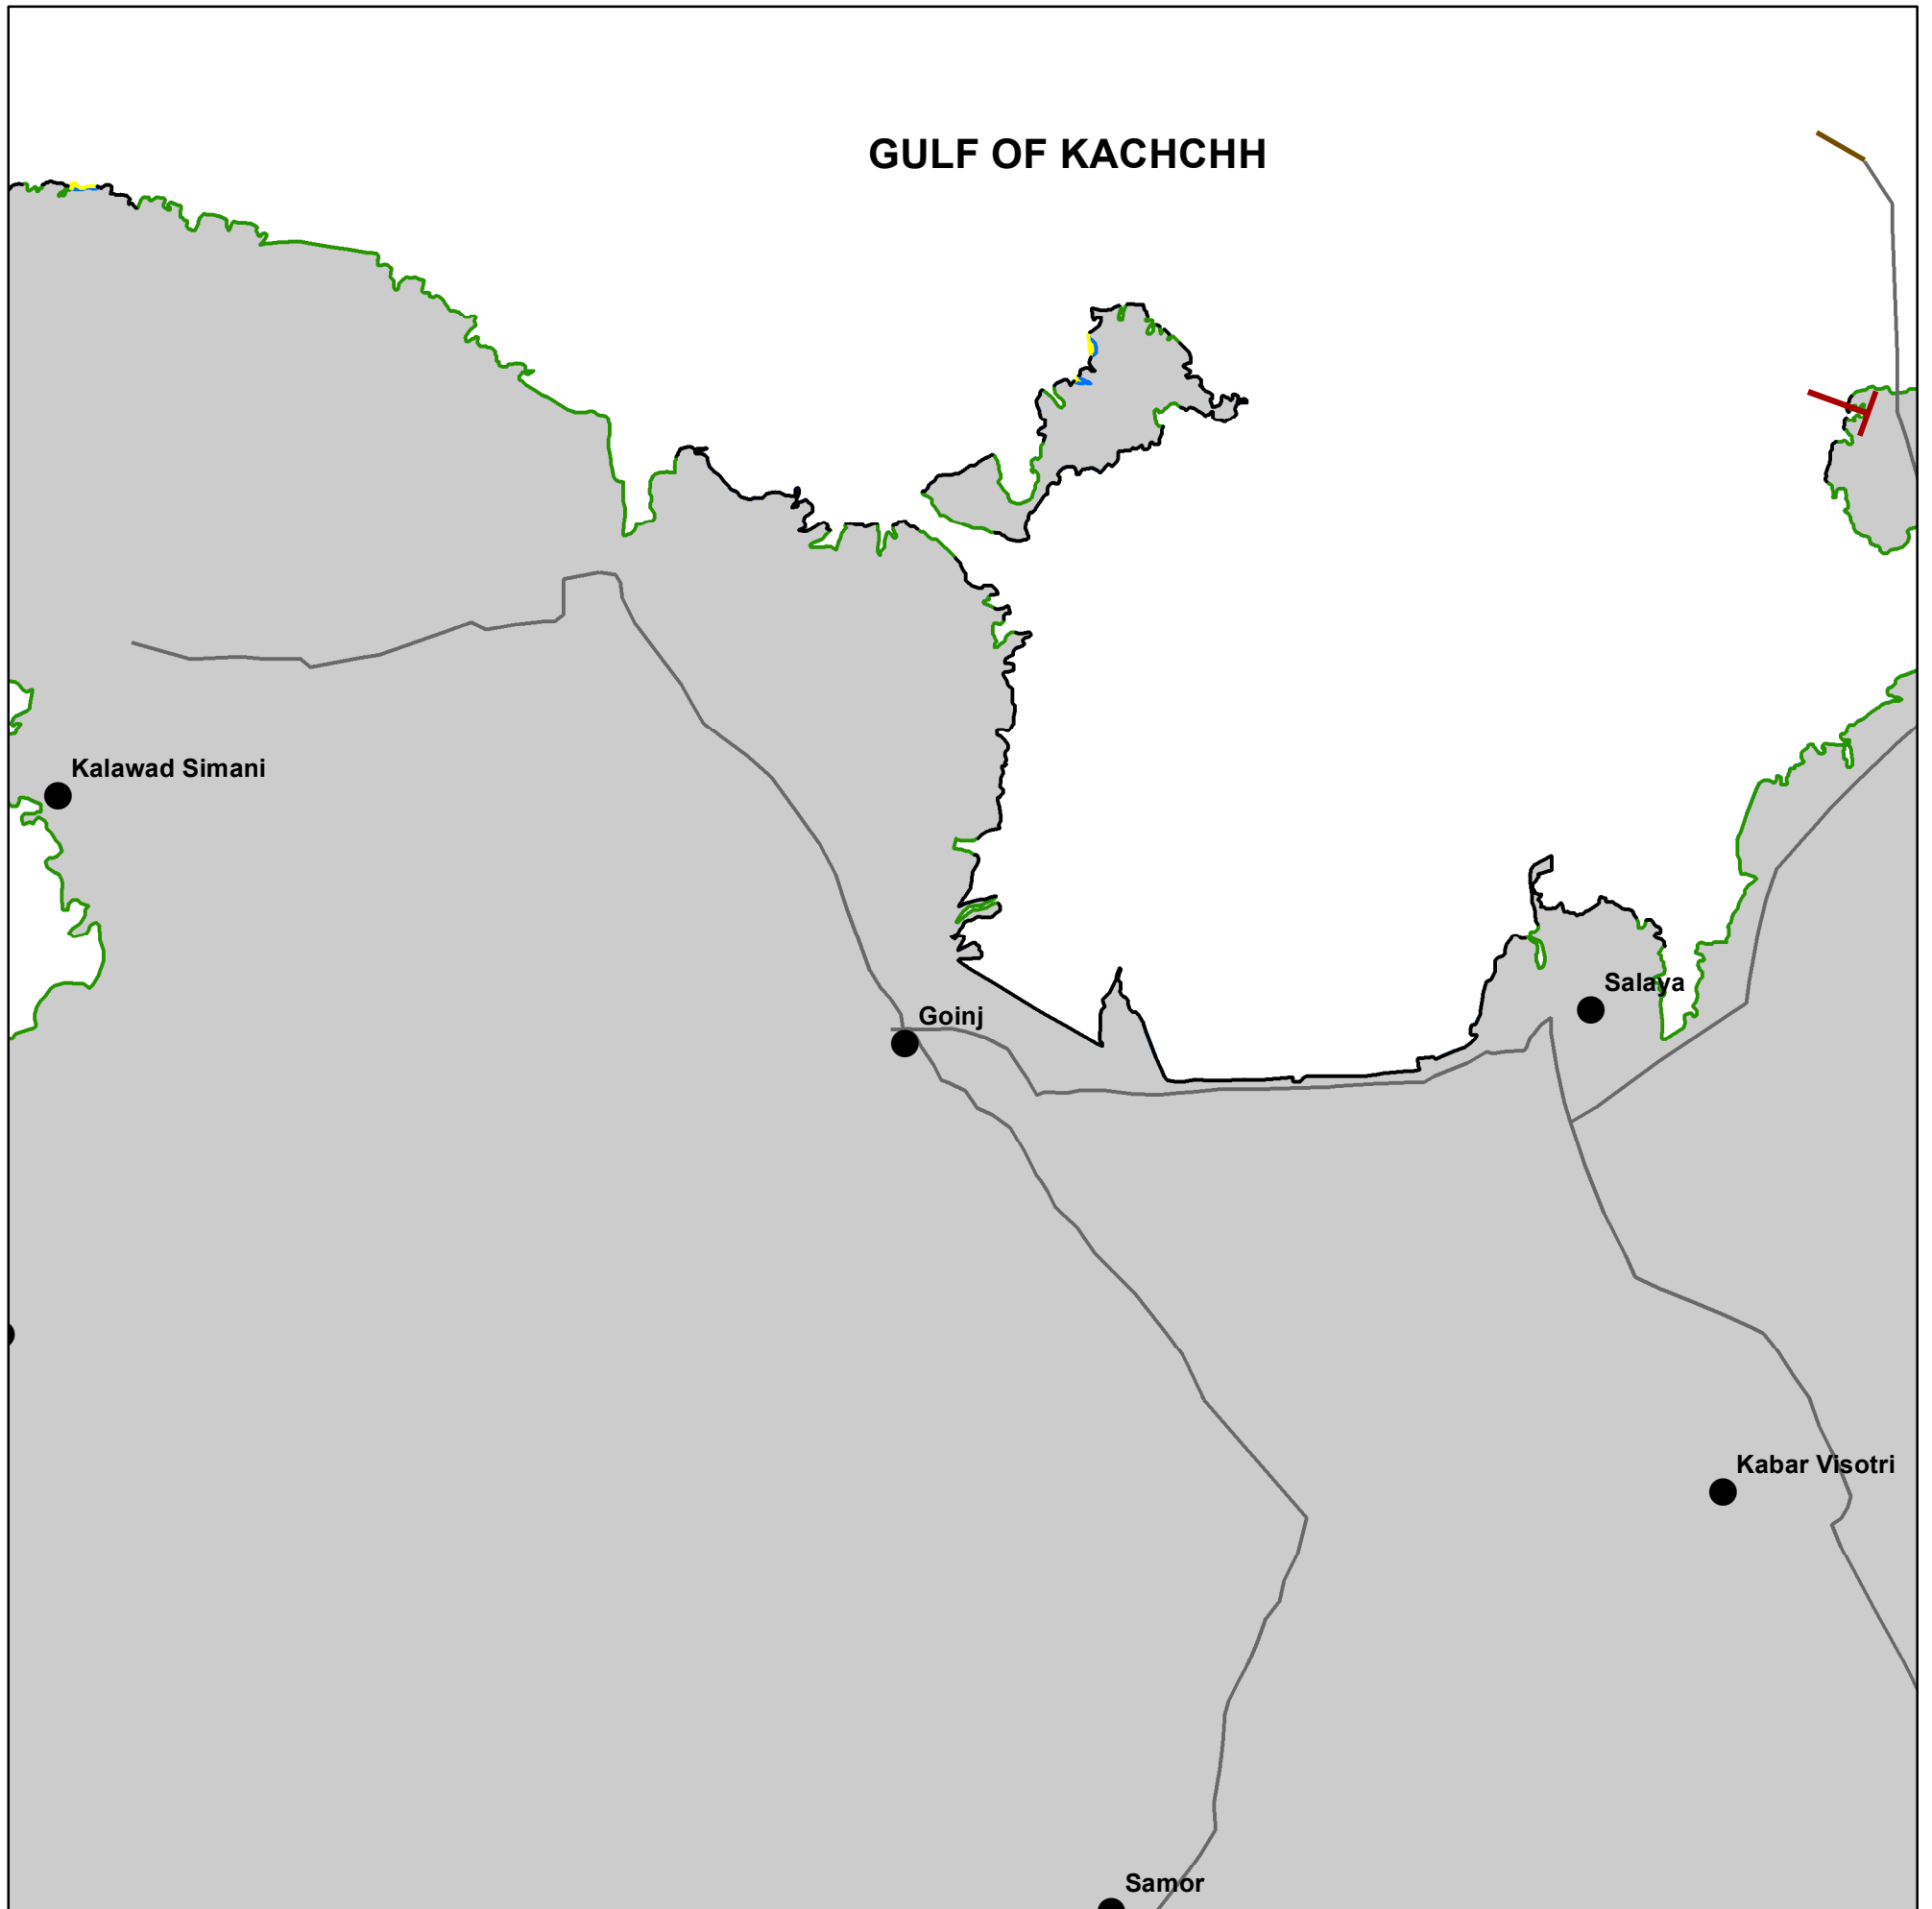 GULF OF KACHCHH
Kalawad Simani
Salaya
Goinj
Kabar Visotri
Samor